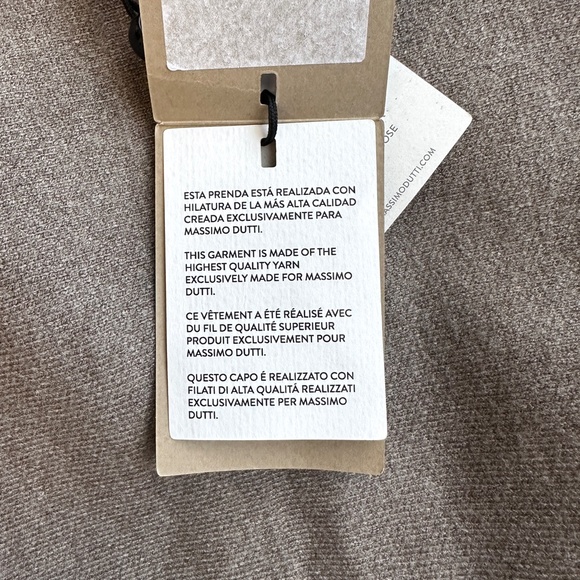 ESTA PRENDA ESTÁ REALIZADA CON
HILATURA DE LA MÁS ALTA CALIDAD
CREADA EXCLUSIVAMENTE PARA
MASSIMO DUTTI.
THIS GARMENT IS MADE OF THE
HIGHEST QUALITY YARN
EXCLUSIVELY MADE FOR MASSIMO
DUTTI.
CE VÊTEMENT A ÉTÉ RÉALISÉ AVEC
DU FIL DE QUALITÉ SUPERIEUR
PRODUIT EXCLUSIVEMENT POUR
MASSIMO DUTTI.
QUESTO CAPO É REALIZZATO CON
FILATI DI ALTA QUALITÁ REALIZZATI
EXCLUSIVAMENTE PER MASSIMO
DUTTI.
OSE
MASSIMODUTTI.COM